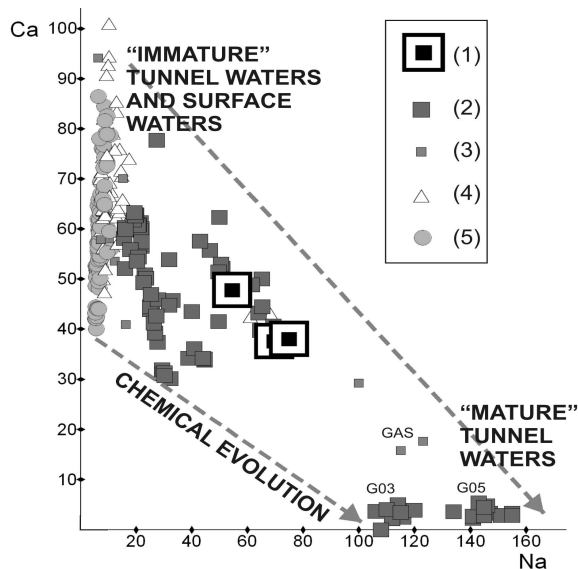 Ca
100
90
80
70
60
50
40
30
20
10
“IMMATURE”
TUNNEL WATERS
AND SURFACE
WATERS
(1)
(2)
(3)
(4)
(5)
CHEMICAL EVOLUTION
“MATURE”
TUNNEL
WATERS
GAS
G03
G05
20 40 60 80 100 120 140 160
Na